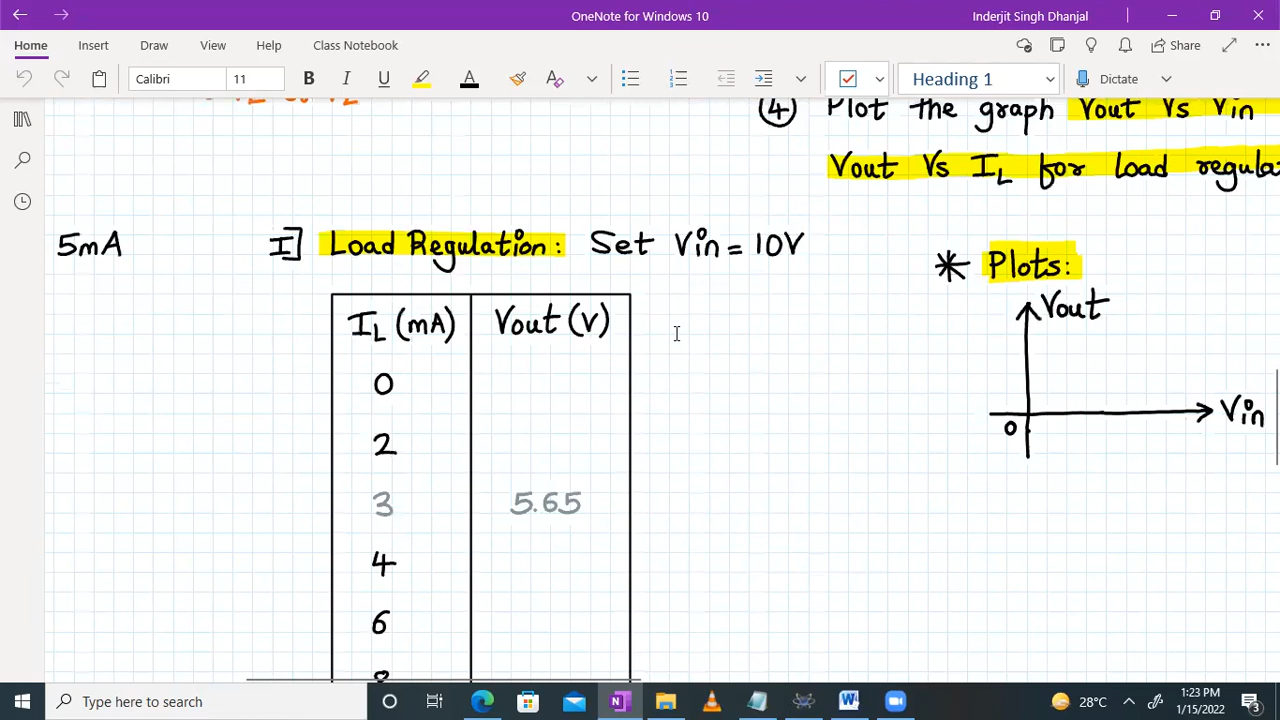 OneNote for Windows 10
Inderjit Singh Dhanjal
Home Insert Draw View Help Class Notebook Share
Calibri 11 B I U A A Heading 1 Dictate
④ Plot the graph Vout Vs Vin
Vout Vs IL for load regula
5mA
I] Load Regulation: Set Vin = 10V
IL (mA) Vout (V)
0
2
3 5.65
4
6
8
* Plots:
Vout
Vin
0
Type here to search
28°C
1:23 PM
1/15/2022
3